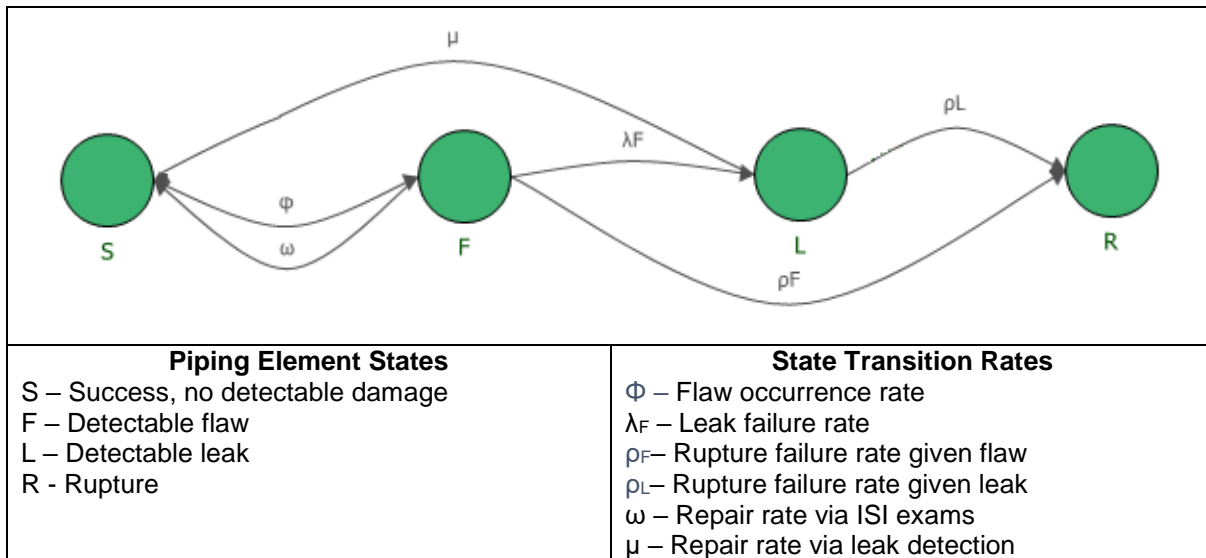 μ
ρL
λF
φ
ω
S
F
L
R
ρF
Piping Element States
S – Success, no detectable damage
F – Detectable flaw
L – Detectable leak
R - Rupture
State Transition Rates
Φ – Flaw occurrence rate
λF – Leak failure rate
ρF– Rupture failure rate given flaw
ρL– Rupture failure rate given leak
ω – Repair rate via ISI exams
μ – Repair rate via leak detection